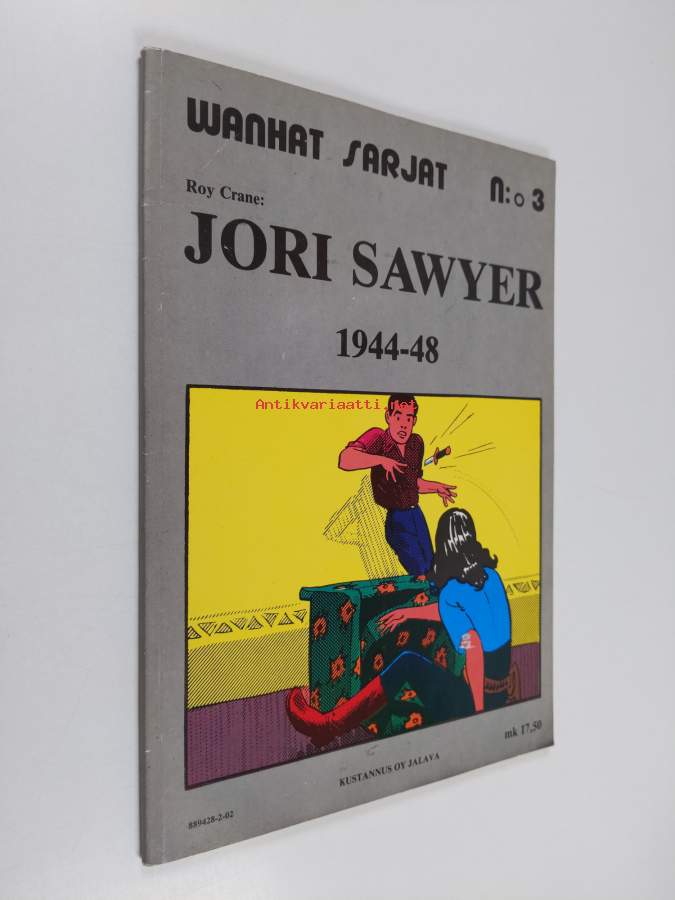 WANHAT SARJAT N:o 3
Roy Crane:
JORI SAWYER
1944-48
Antikvariaatti.net
mk 17,50
KUSTANNUS OY JALAVA
889428-2-02